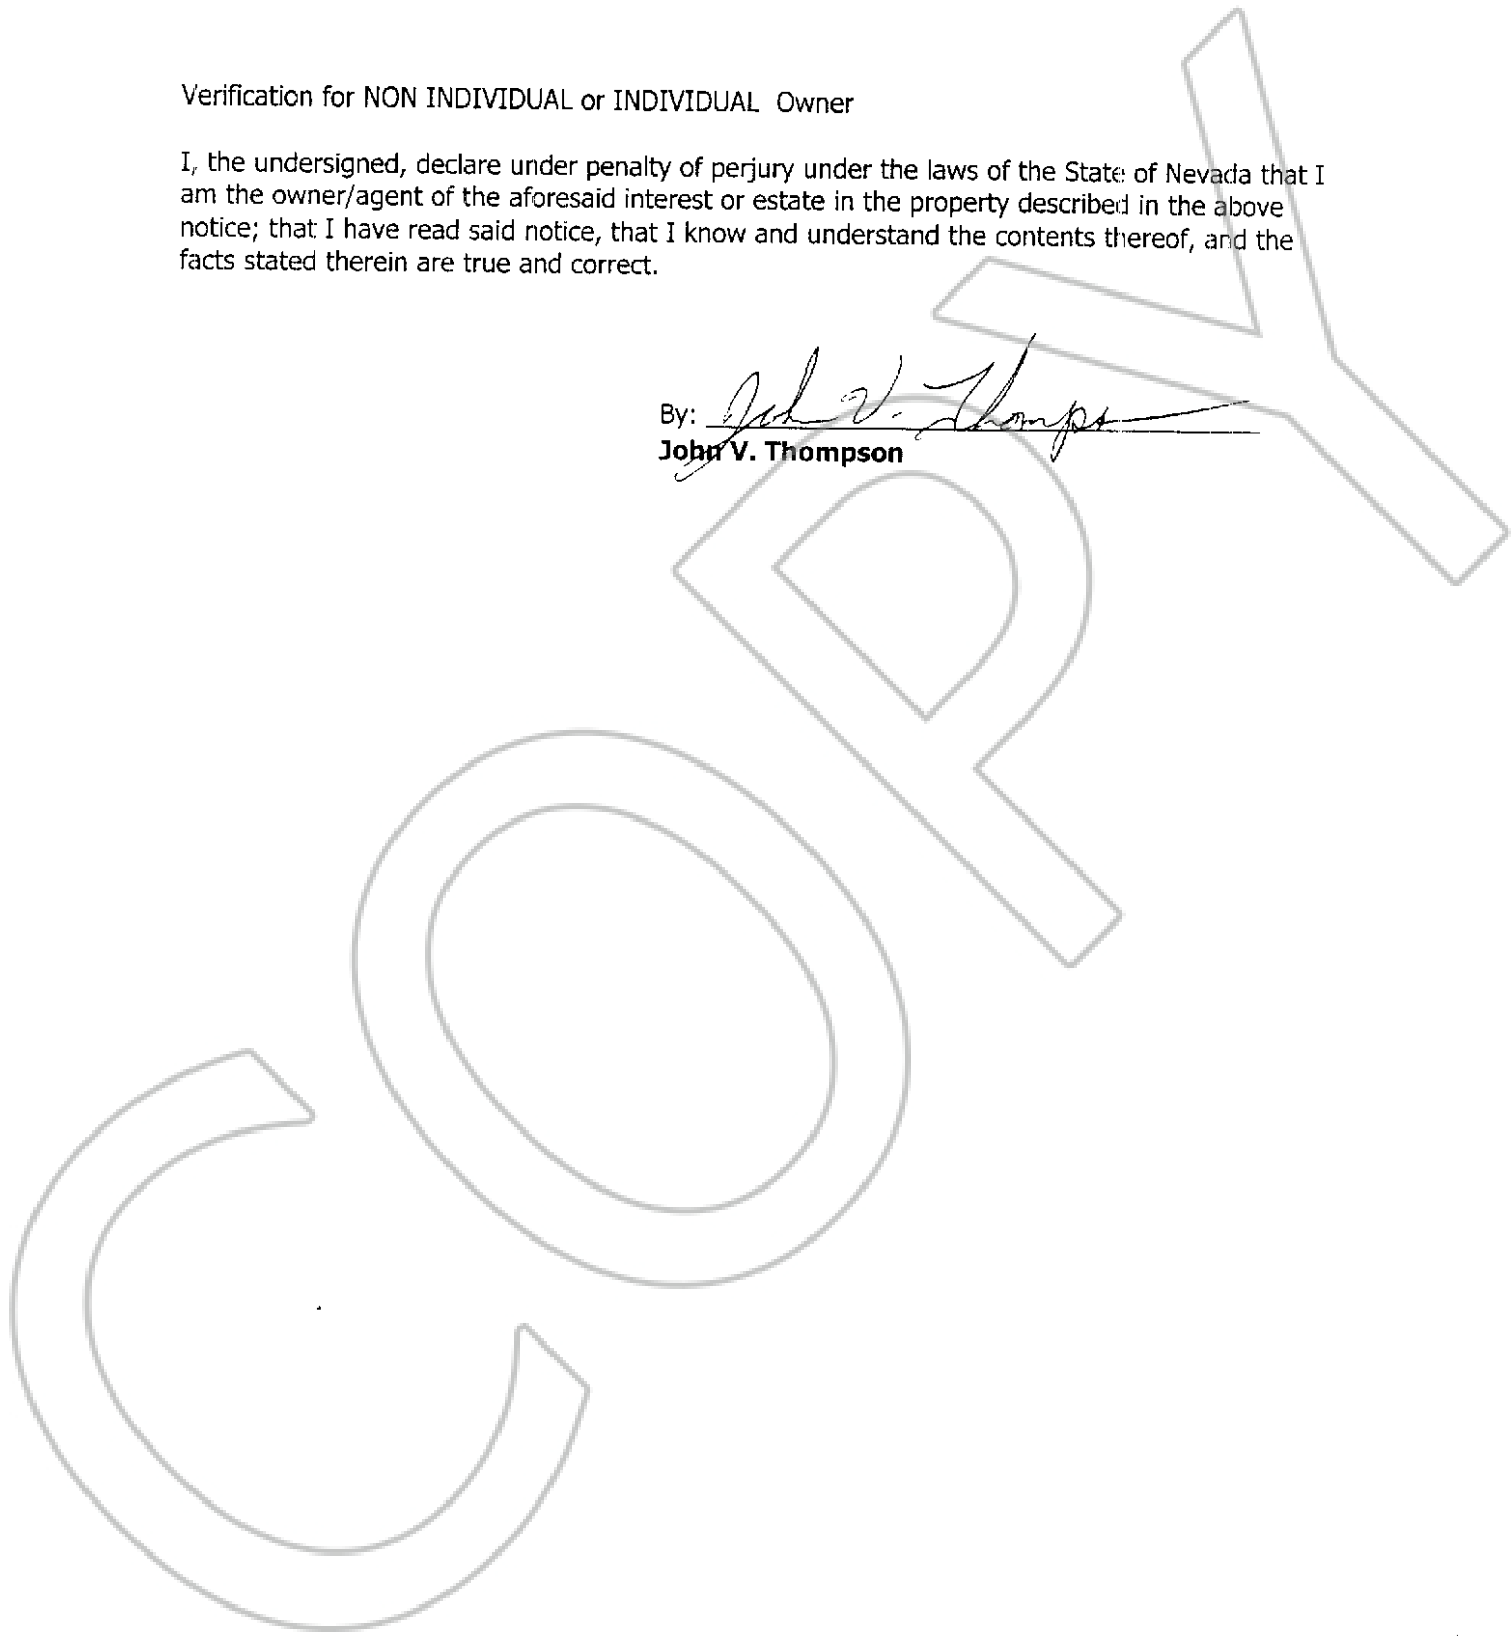 Verification for NON INDIVIDUAL or INDIVIDUAL Owner
I, the undersigned, declare under penalty of perjury under the laws of the State of Nevada that I
am the owner/agent of the aforesaid interest or estate in the property described in the above
notice; that I have read said notice, that I know and understand the contents thereof, and the
facts stated therein are true and correct.
By: John V. Thompson
John V. Thompson
COPY